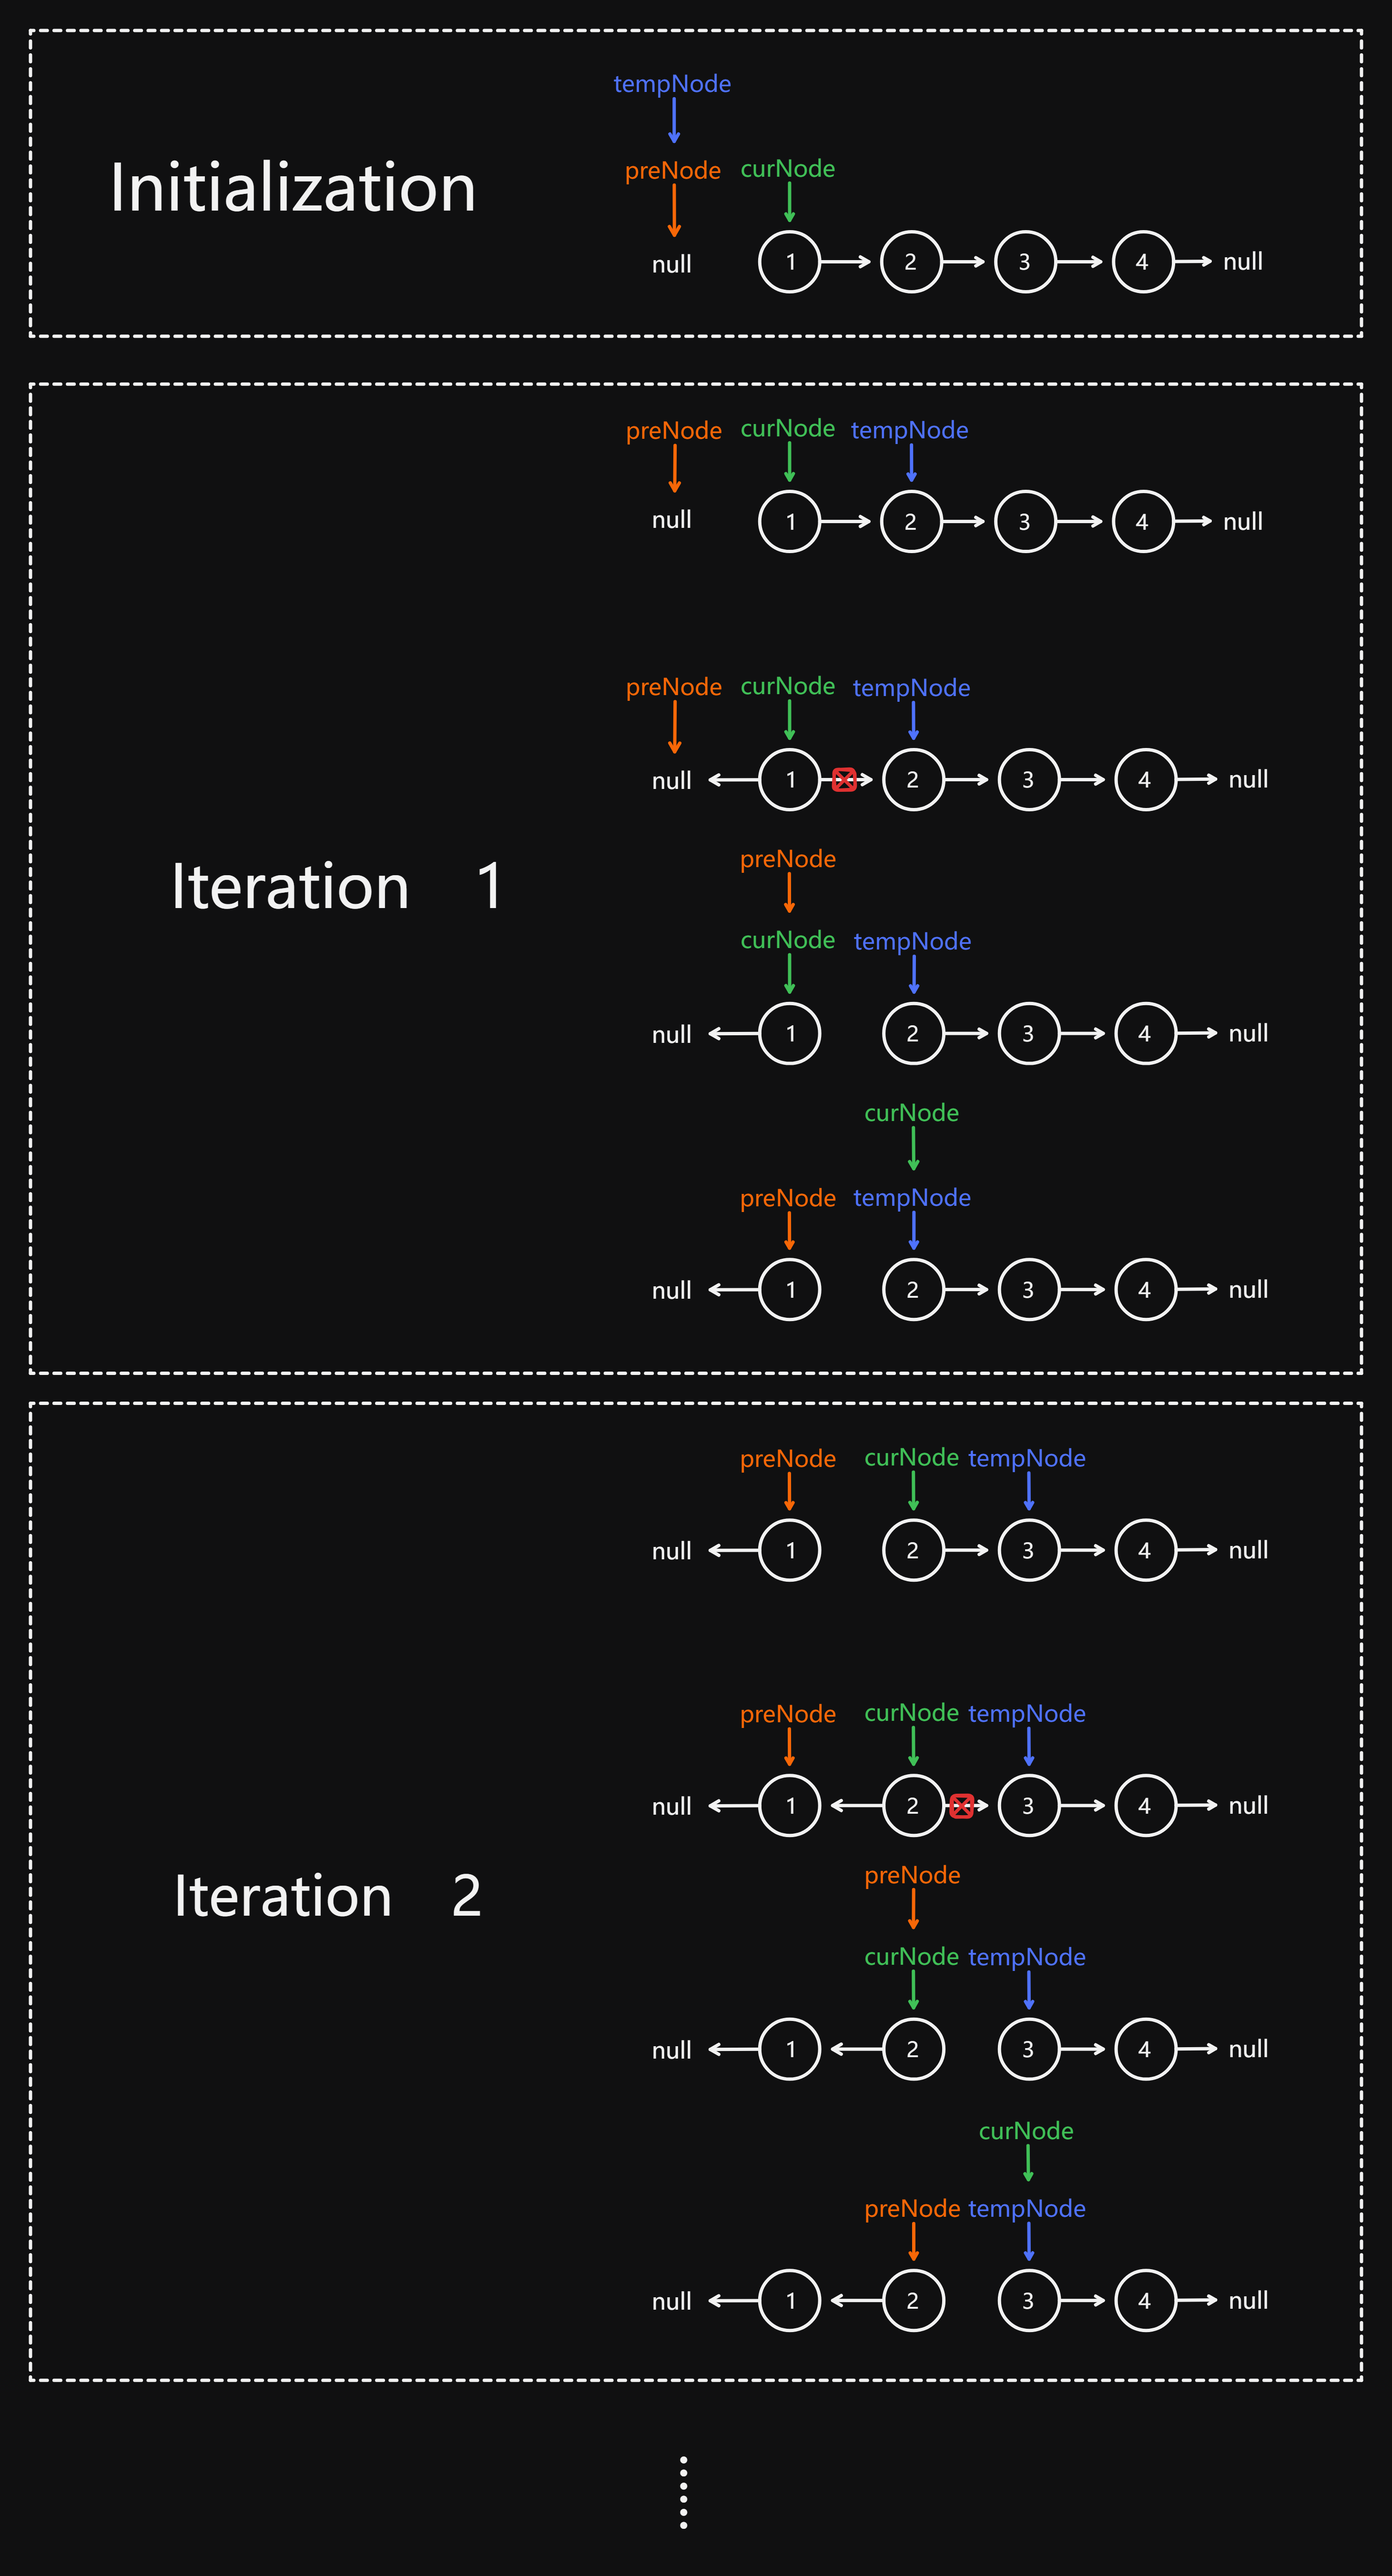 tempNode
Initialization
preNode curNode
null 1 2 3 4 null
preNode curNode tempNode
null 1 2 3 4 null
preNode curNode tempNode
null 1 2 3 4 null
Iteration 1
preNode
curNode tempNode
null 1 2 3 4 null
curNode
preNode tempNode
null 1 2 3 4 null
preNode curNode tempNode
null 1 2 3 4 null
preNode curNode tempNode
null 1 2 3 4 null
Iteration 2
preNode
curNode tempNode
null 1 2 3 4 null
curNode
preNode tempNode
null 1 2 3 4 null